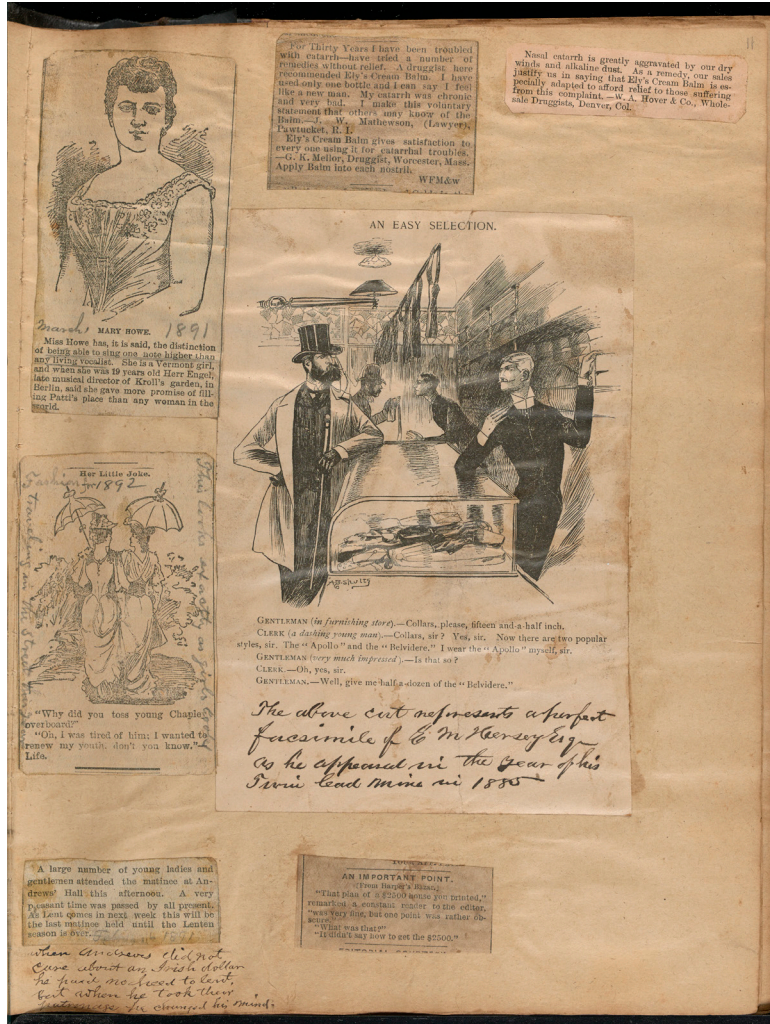 11
For Thirty Years I have been troubled
with catarrh—have tried a number of
remedies without relief. A druggist here
recommended Ely's Cream Balm. I have
used only one bottle and I can say I feel
like a new man. My catarrh was chronic
and very bad. I make this voluntary
statement that others may know of the
Balm.—J. W. Mathewson, (Lawyer),
Pawtucket, R. I.
Ely's Cream Balm gives satisfaction to
every one using it for catarrhal troubles.
—G. K. Mellor, Druggist, Worcester, Mass.
Apply Balm into each nostril.
WFM&w
Nasal catarrh is greatly aggravated by our dry
winds and alkaline dust. As a remedy, our sales
justify us in saying that Ely's Cream Balm is es-
pecially adapted to afford relief to those suffering
from this complaint.—W. A. Hover & Co., Whole-
sale Druggists, Denver, Col.
March 1891
MARY HOWE.
Miss Howe has, it is said, the distinction
of being able to sing one note higher than
any living vocalist. She is a Vermont girl,
and when she was 19 years old Herr Engel,
late musical director of Kroll's garden, in
Berlin, said she gave more promise of fill-
ing Patti's place than any woman in the
world.
AN EASY SELECTION.
GENTLEMAN (in furnishing store).—Collars, please, fifteen and-a-half inch.
CLERK (a dashing young man).—Collars, sir? Yes, sir. Now there are two popular
styles, sir. The "Apollo" and the "Belvidere." I wear the "Apollo" myself, sir.
GENTLEMAN (very much impressed).—Is that so?
CLERK.—Oh, yes, sir.
GENTLEMAN.—Well, give me half a dozen of the "Belvidere."
The above cut represents a perfect
facsimile of E M Hersey Esq
as he appeared in the year of his
Twin lead mine in 1885
Her Little Joke.
Fashion for 1892
This looks exactly as girls
traveling in the street
"Why did you toss young Chapleigh
overboard?"
"Oh, I was tired of him; I wanted to
renew my youth, don't you know."—
Life.
A large number of young ladies and
gentlemen attended the matinee at An-
drews' Hall this afternoon. A very
pleasant time was passed by all present.
As Lent comes in next week this will be
the last matinee held until the Lenten
season is over.
when Andrews did not
care about an Irish dollar
he paid no heed to lent,
but when he took their
he changed his mind.
AN IMPORTANT POINT.
(From Harper's Bazar.)
"That plan of a $2500 house you printed,"
remarked a constant reader to the editor,
"was very fine, but one point was rather ob-
scure."
"What was that?"
"It didn't say how to get the $2500."